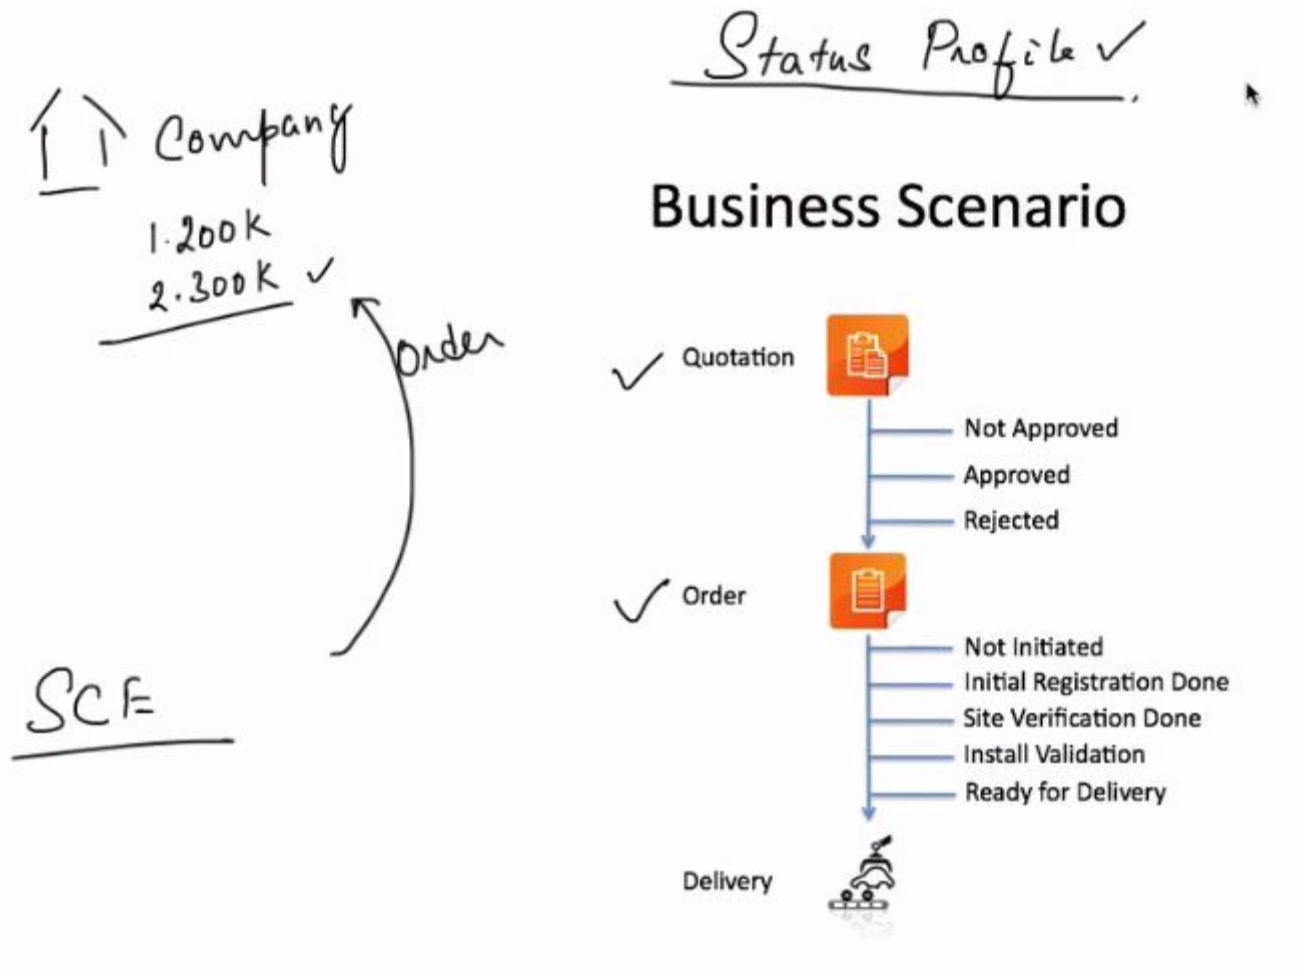 Status Profile
Company
1.200K
2.300K
Order
SCE
Business Scenario
Quotation
Not Approved
Approved
Rejected
Order
Not Initiated
Initial Registration Done
Site Verification Done
Install Validation
Ready for Delivery
Delivery